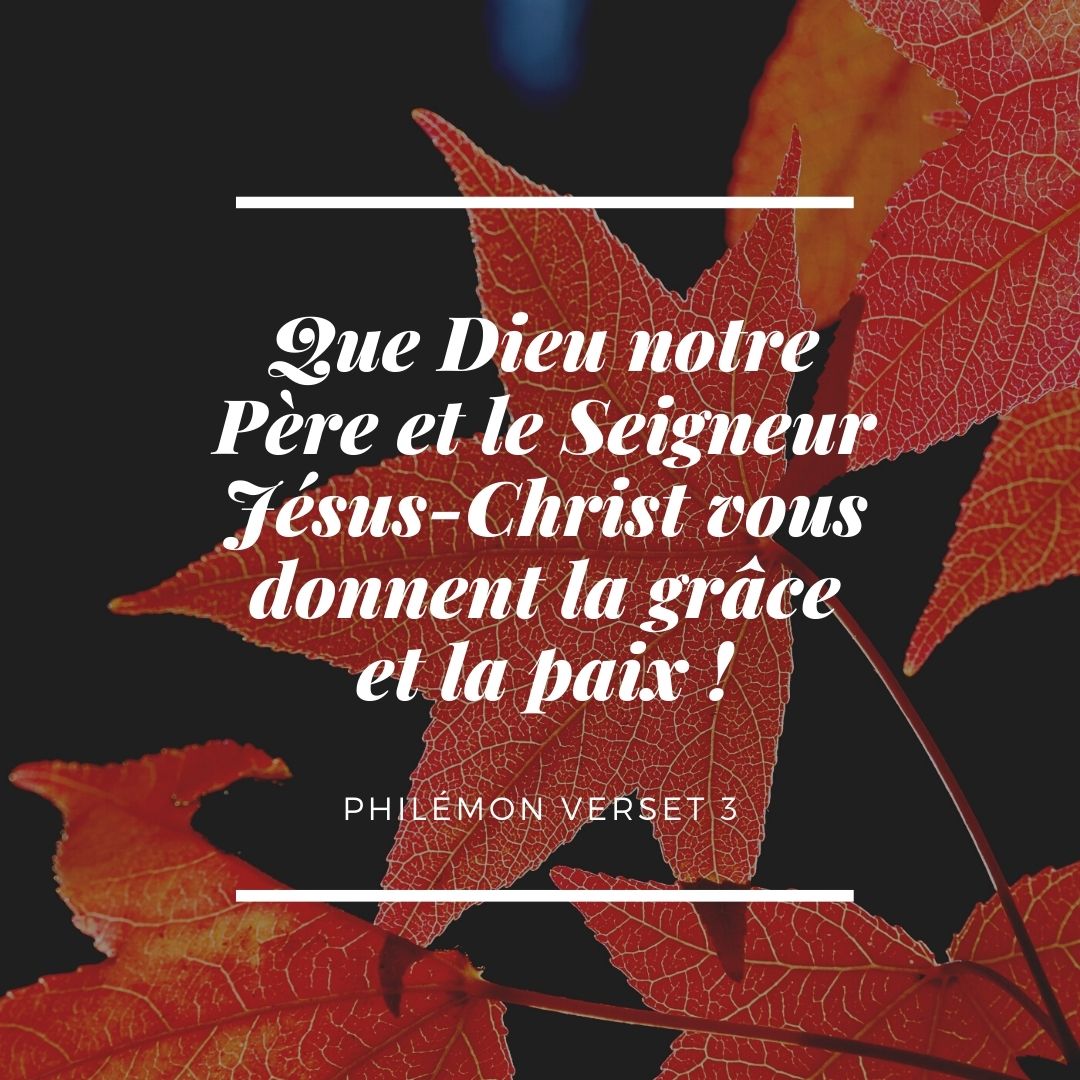 Que Dieu notre
Père et le Seigneur
Jésus-Christ vous
donnent la grâce
et la paix !
PHILÉMON VERSET 3